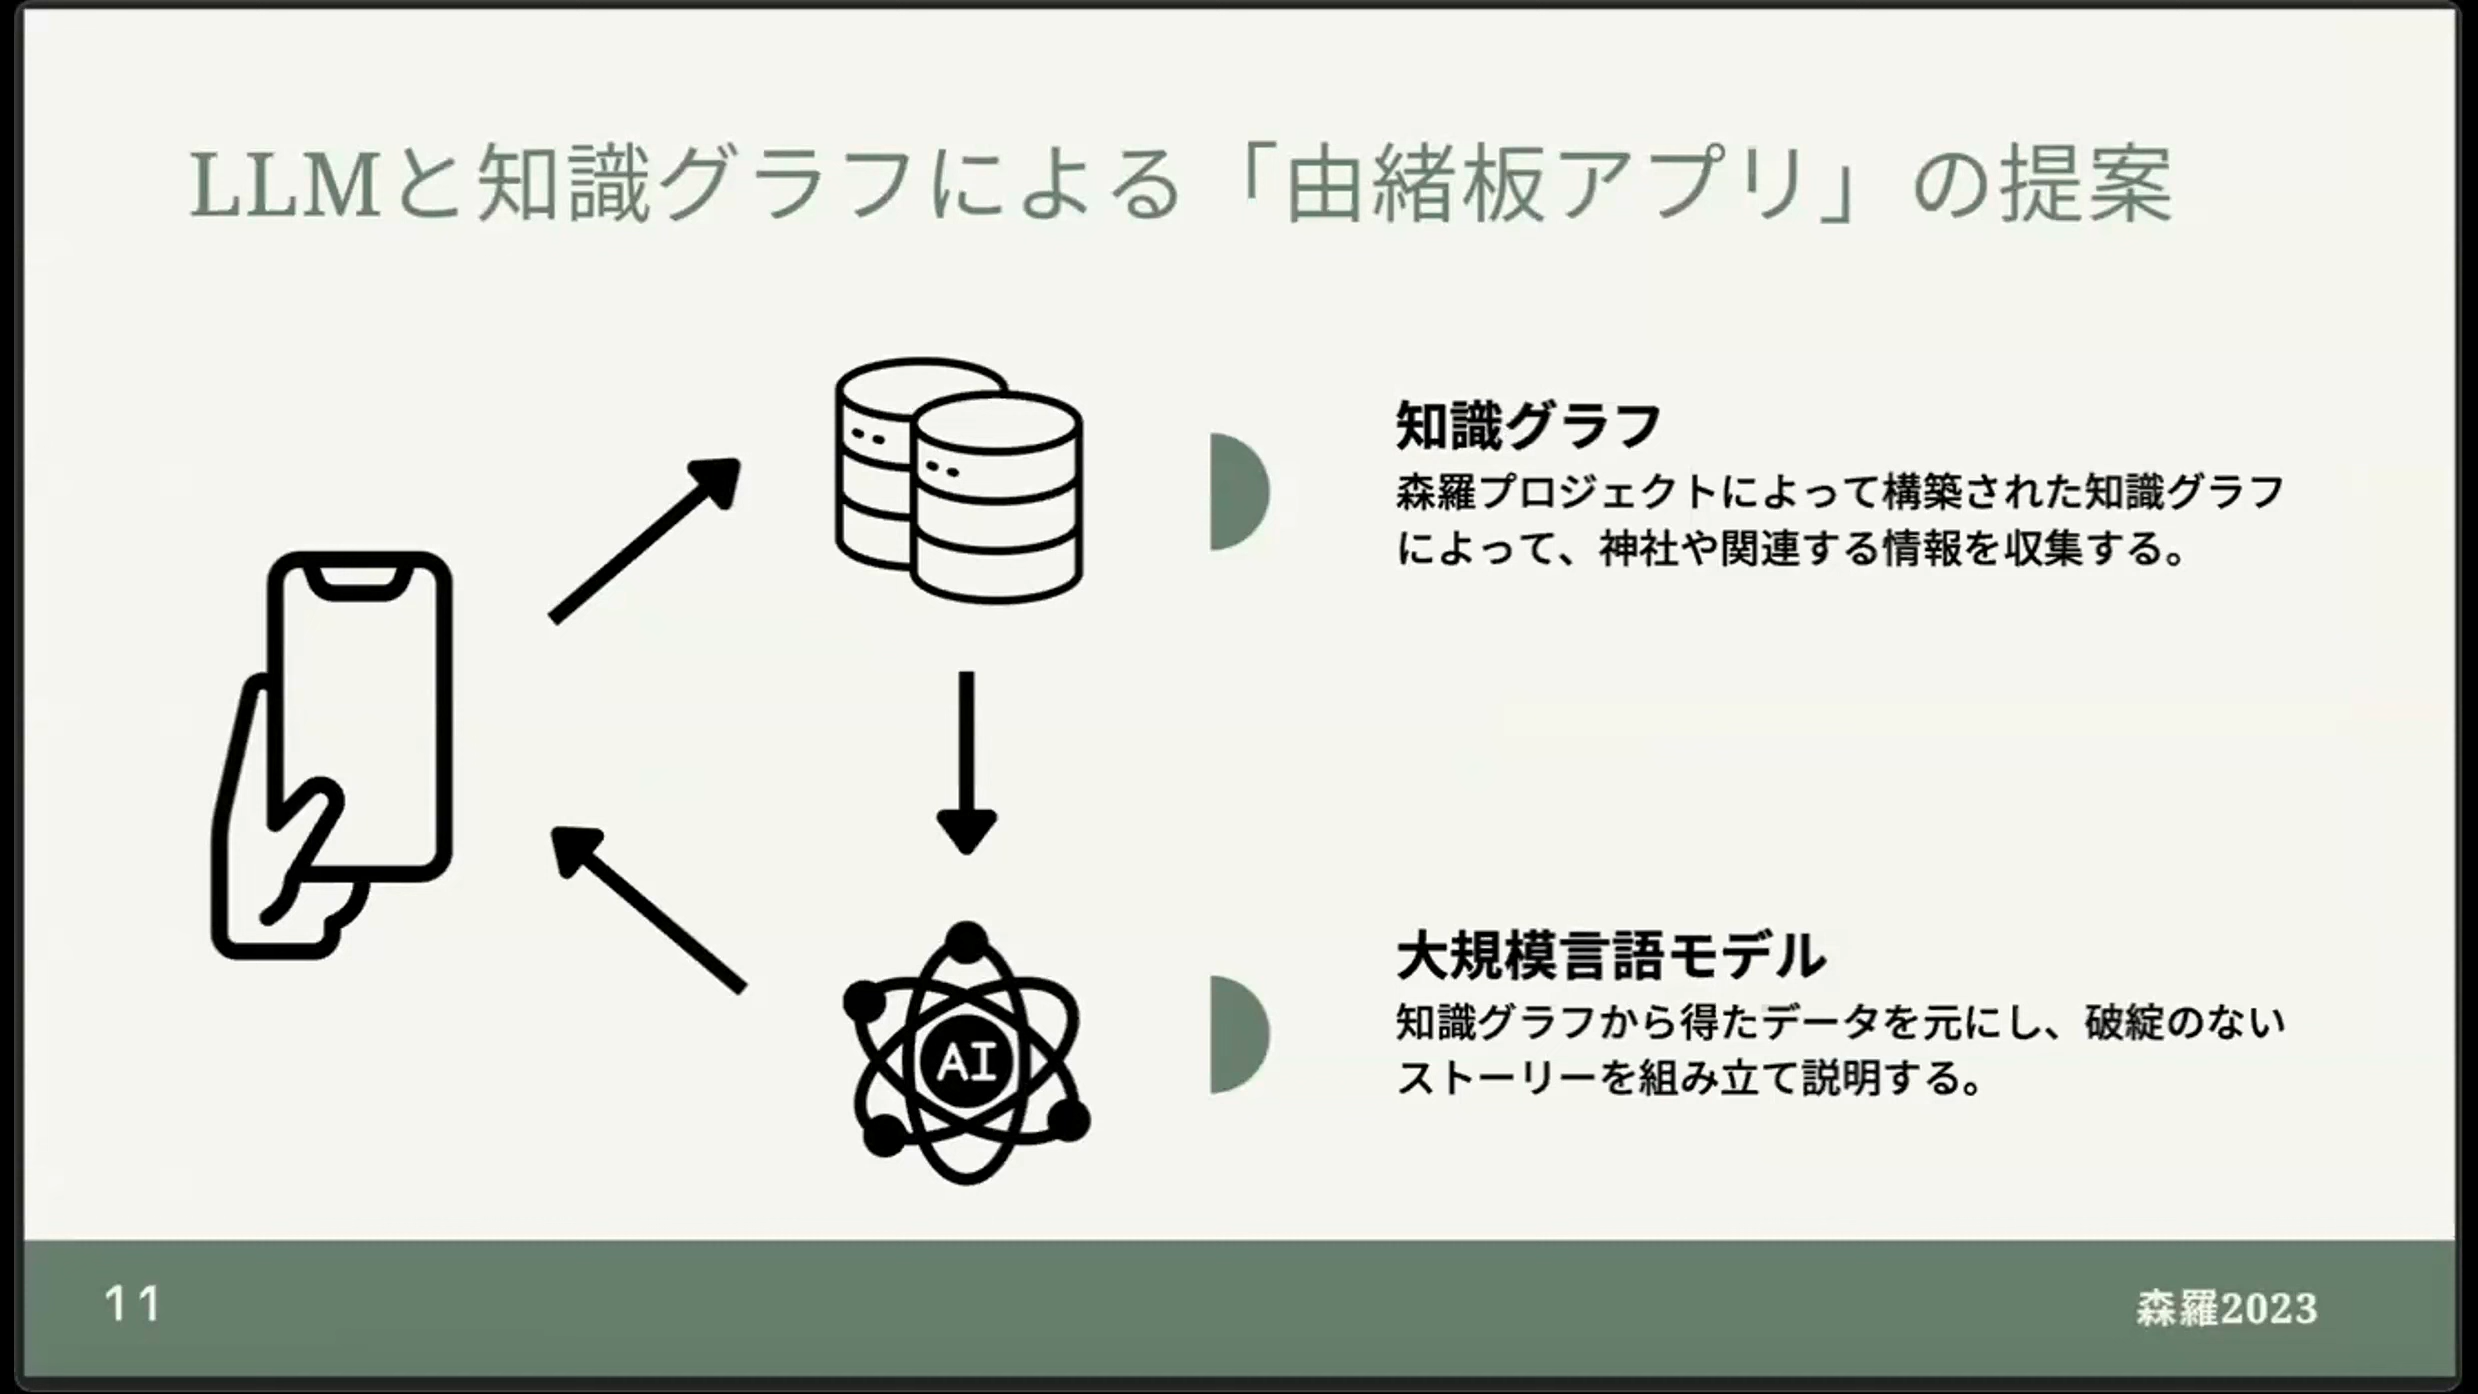 LLMと知識グラフによる「由緒板アプリ」の提案
知識グラフ
森羅プロジェクトによって構築された知識グラフ
によって、神社や関連する情報を収集する。
大規模言語モデル
知識グラフから得たデータを元にし、破綻のない
ストーリーを組み立て説明する。
AI
11
森羅2023